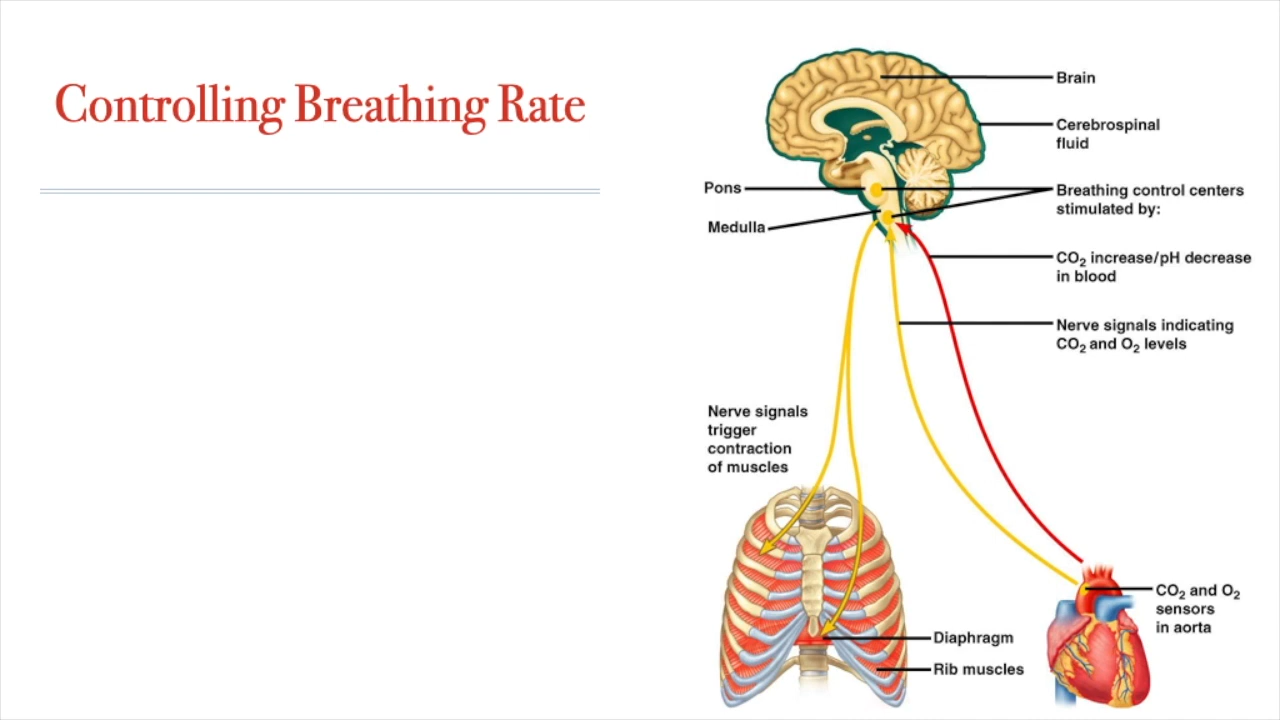 Controlling Breathing Rate
Brain
Cerebrospinal
fluid
Pons
Breathing control centers
stimulated by:
Medulla
CO₂ increase/pH decrease
in blood
Nerve signals indicating
CO₂ and O₂ levels
Nerve signals
trigger
contraction
of muscles
CO₂ and O₂
sensors
in aorta
Diaphragm
Rib muscles